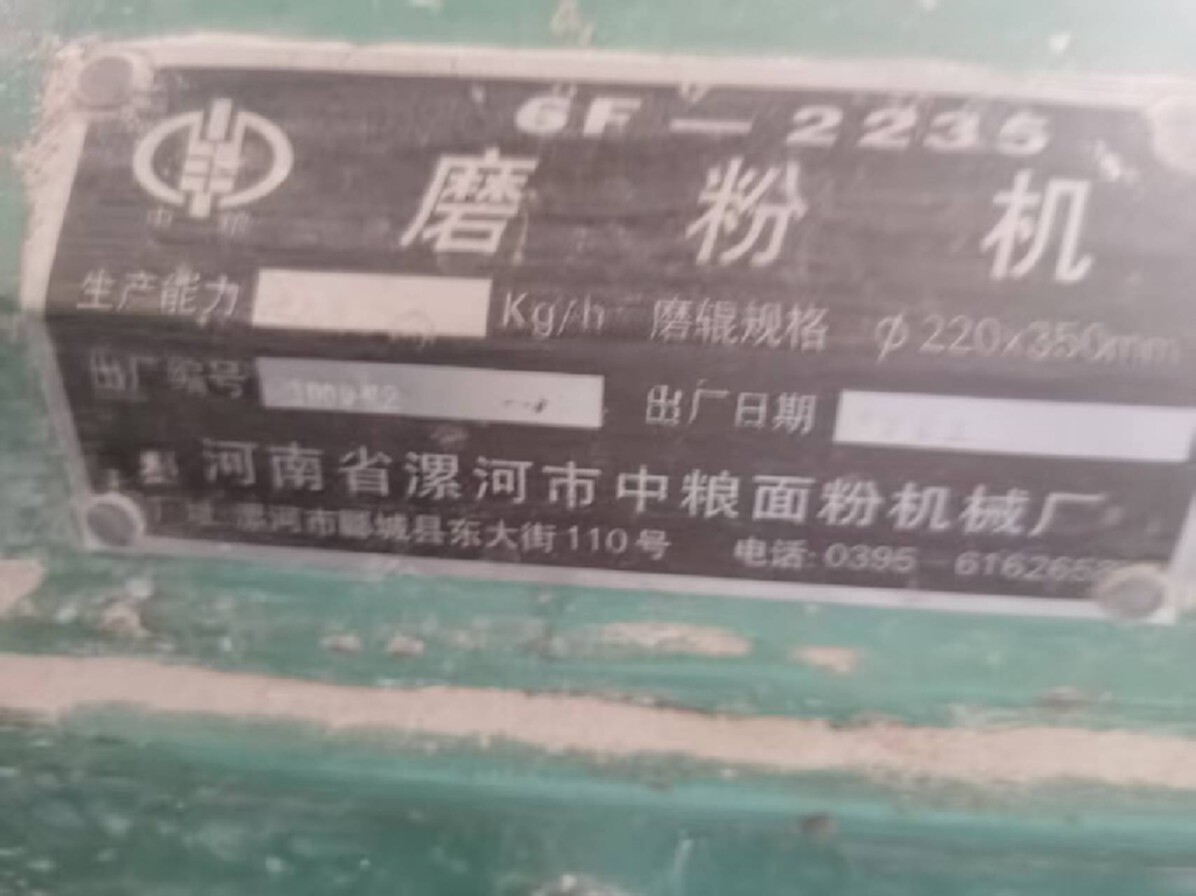 6F-2235
中粮
磨粉机
生产能力 Kg/h 磨辊规格 φ220x350mm
出厂编号 出厂日期
河南省漯河市中粮面粉机械厂
厂址:漯河市郾城县东大街110号 电话:0395 616265